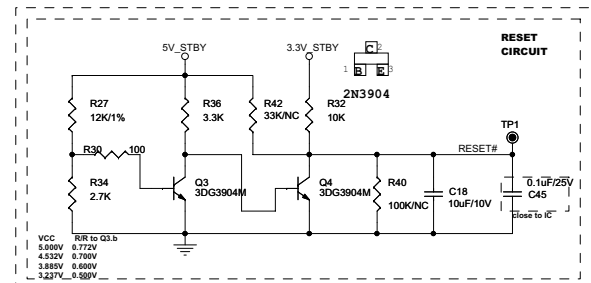 RESET
CIRCUIT
5V_STBY
3.3V_STBY
C 2
1 B E 3
2N3904
R27
12K/1%
R36
3.3K
R42
33K/NC
R32
10K
TP1
RESET#
R30 100
R34
2.7K
Q3
3DG3904M
Q4
3DG3904M
R40
100K/NC
C18
10uF/10V
0.1uF/25V
C45
close to IC
VCC R/R to Q3.b
5.000V 0.772V
4.532V 0.700V
3.885V 0.600V
3.237V 0.500V